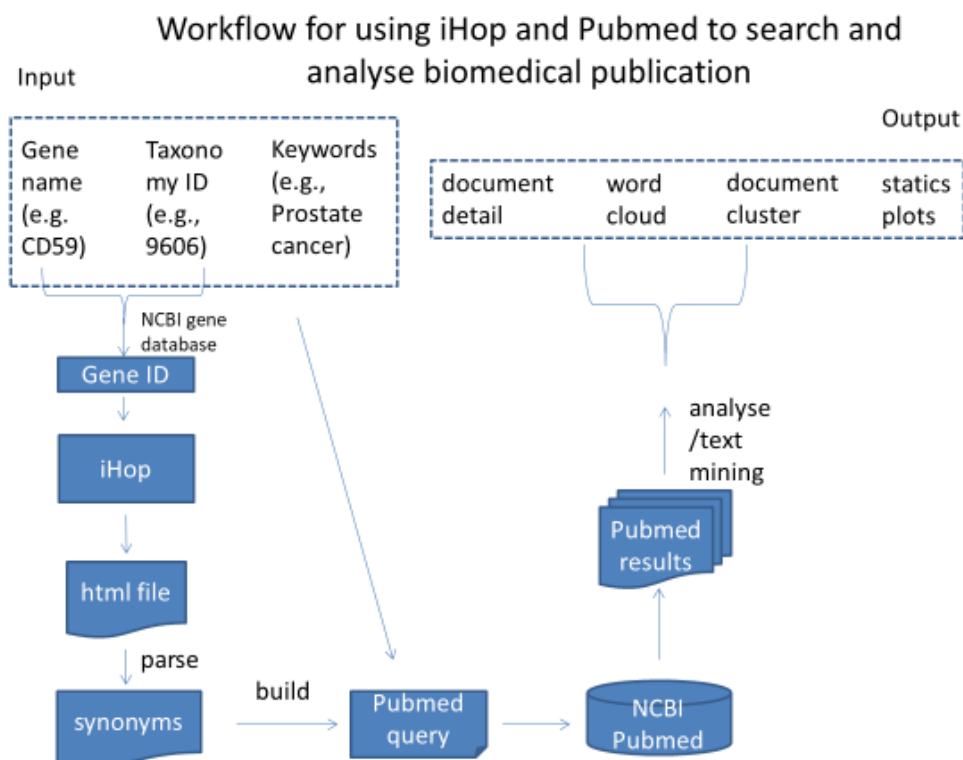 Workflow for using iHop and Pubmed to search and
analyse biomedical publication
Input
Output
Gene
name
(e.g.
CD59)
Taxono
my ID
(e.g.,
9606)
Keywords
(e.g.,
Prostate
cancer)
document
detail
word
cloud
document
cluster
statics
plots
NCBI gene
database
Gene ID
iHop
html file
parse
synonyms
build
Pubmed
query
NCBI
Pubmed
Pubmed
results
analyse
/text
mining